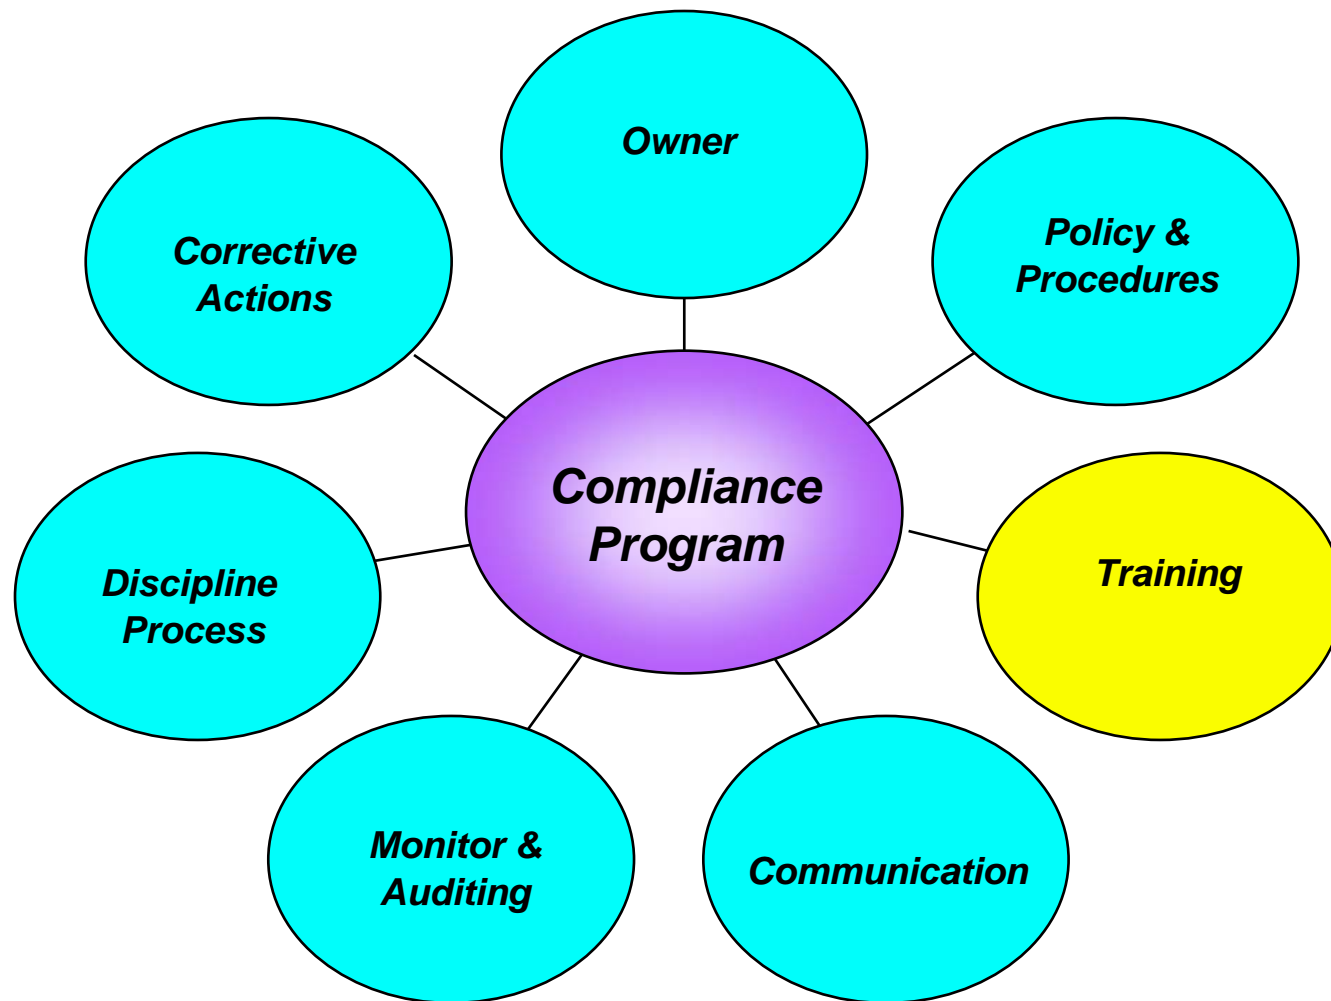 Owner
Policy &
Procedures
Corrective
Actions
Compliance
Program
Training
Discipline
Process
Monitor &
Auditing
Communication